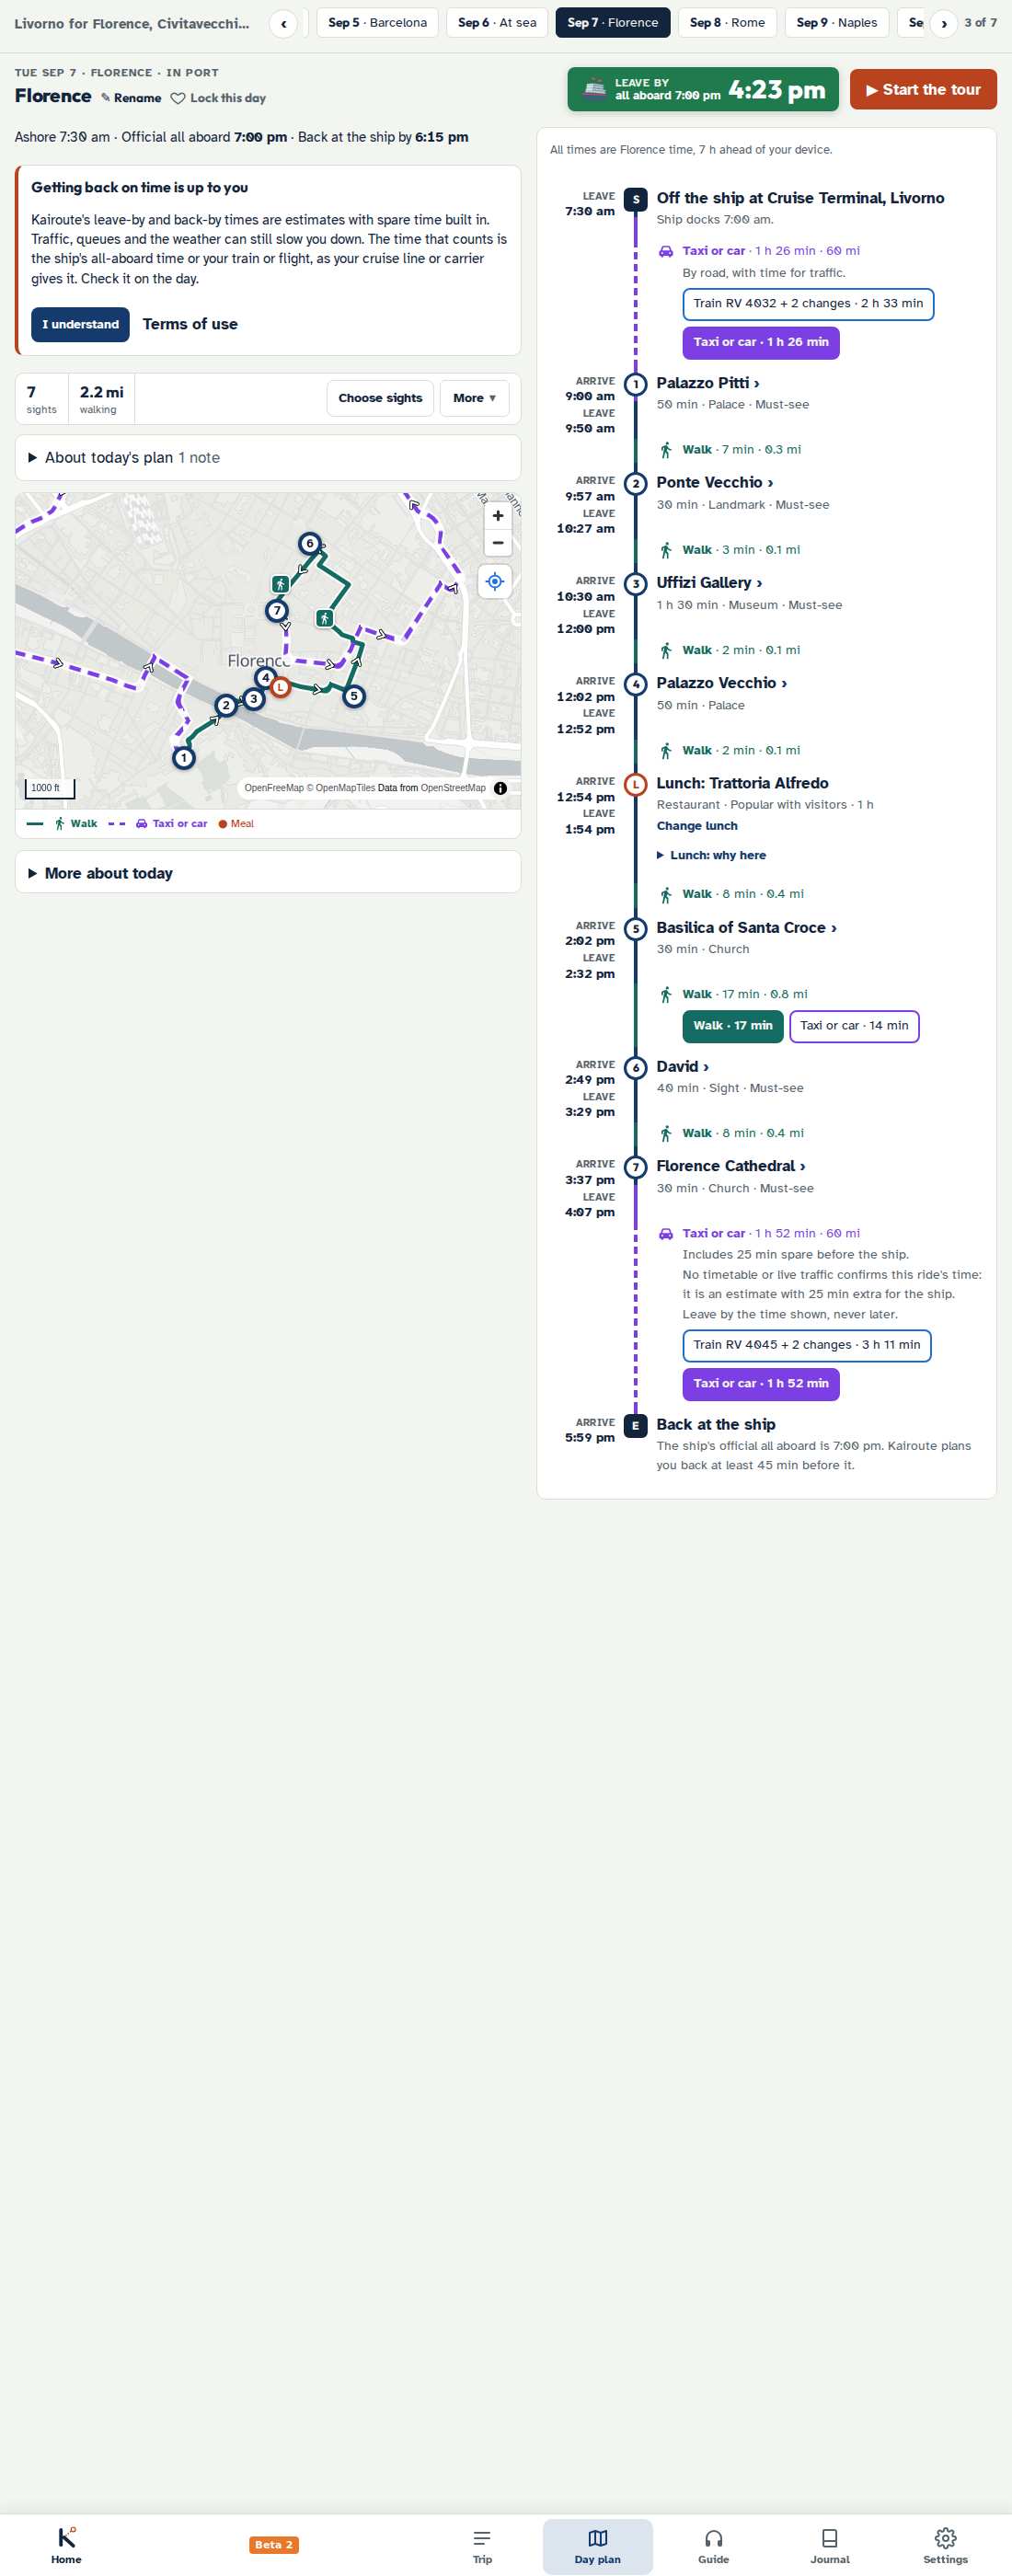 Livorno for Florence, Civitavecchi...
‹
Sep 5 · Barcelona
Sep 6 · At sea
Sep 7 · Florence
Sep 8 · Rome
Sep 9 · Naples
Se
›
3 of 7
TUE SEP 7 · FLORENCE · IN PORT
Florence ✎ Rename Lock this day
LEAVE BY
all aboard 7:00 pm
4:23 pm
▶ Start the tour
Ashore 7:30 am · Official all aboard 7:00 pm · Back at the ship by 6:15 pm
Getting back on time is up to you
Kairoute's leave-by and back-by times are estimates with spare time built in.
Traffic, queues and the weather can still slow you down. The time that counts is
the ship's all-aboard time or your train or flight, as your cruise line or carrier
gives it. Check it on the day.
I understand
Terms of use
7
sights
2.2 mi
walking
Choose sights
More ▼
▶ About today's plan 1 note
+
−
6
7
Florence
4
L
2
3
5
1
1000 ft
OpenFreeMap © OpenMapTiles Data from OpenStreetMap
Walk
Taxi or car
Meal
▶ More about today
All times are Florence time, 7 h ahead of your device.
LEAVE
7:30 am
S
Off the ship at Cruise Terminal, Livorno
Ship docks 7:00 am.
Taxi or car · 1 h 26 min · 60 mi
By road, with time for traffic.
Train RV 4032 + 2 changes · 2 h 33 min
Taxi or car · 1 h 26 min
ARRIVE
9:00 am
LEAVE
9:50 am
1
Palazzo Pitti ›
50 min · Palace · Must-see
Walk · 7 min · 0.3 mi
ARRIVE
9:57 am
LEAVE
10:27 am
2
Ponte Vecchio ›
30 min · Landmark · Must-see
Walk · 3 min · 0.1 mi
ARRIVE
10:30 am
LEAVE
12:00 pm
3
Uffizi Gallery ›
1 h 30 min · Museum · Must-see
Walk · 2 min · 0.1 mi
ARRIVE
12:02 pm
LEAVE
12:52 pm
4
Palazzo Vecchio ›
50 min · Palace
Walk · 2 min · 0.1 mi
ARRIVE
12:54 pm
LEAVE
1:54 pm
L
Lunch: Trattoria Alfredo
Restaurant · Popular with visitors · 1 h
Change lunch
▶ Lunch: why here
Walk · 8 min · 0.4 mi
ARRIVE
2:02 pm
LEAVE
2:32 pm
5
Basilica of Santa Croce ›
30 min · Church
Walk · 17 min · 0.8 mi
Walk · 17 min
Taxi or car · 14 min
ARRIVE
2:49 pm
LEAVE
3:29 pm
6
David ›
40 min · Sight · Must-see
Walk · 8 min · 0.4 mi
ARRIVE
3:37 pm
LEAVE
4:07 pm
7
Florence Cathedral ›
30 min · Church · Must-see
Taxi or car · 1 h 52 min · 60 mi
Includes 25 min spare before the ship.
No timetable or live traffic confirms this ride's time:
it is an estimate with 25 min extra for the ship.
Leave by the time shown, never later.
Train RV 4045 + 2 changes · 3 h 11 min
Taxi or car · 1 h 52 min
ARRIVE
5:59 pm
E
Back at the ship
The ship's official all aboard is 7:00 pm. Kairoute plans
you back at least 45 min before it.
Home
Beta 2
Trip
Day plan
Guide
Journal
Settings